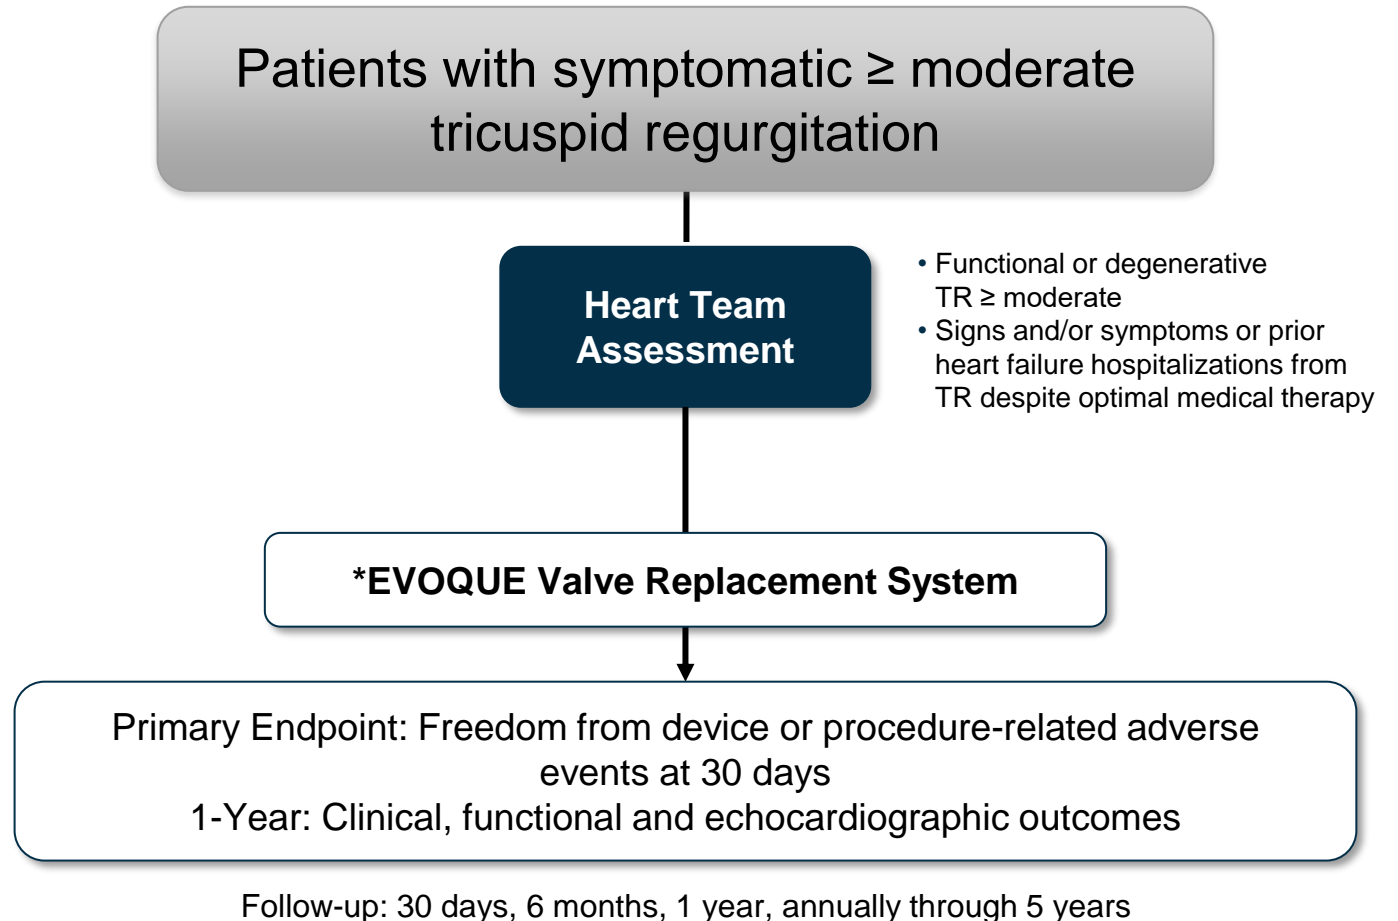 Patients with symptomatic ≥ moderate
tricuspid regurgitation
Heart Team
Assessment
• Functional or degenerative
TR ≥ moderate
• Signs and/or symptoms or prior
heart failure hospitalizations from
TR despite optimal medical therapy
*EVOQUE Valve Replacement System
Primary Endpoint: Freedom from device or procedure-related adverse
events at 30 days
1-Year: Clinical, functional and echocardiographic outcomes
Follow-up: 30 days, 6 months, 1 year, annually through 5 years